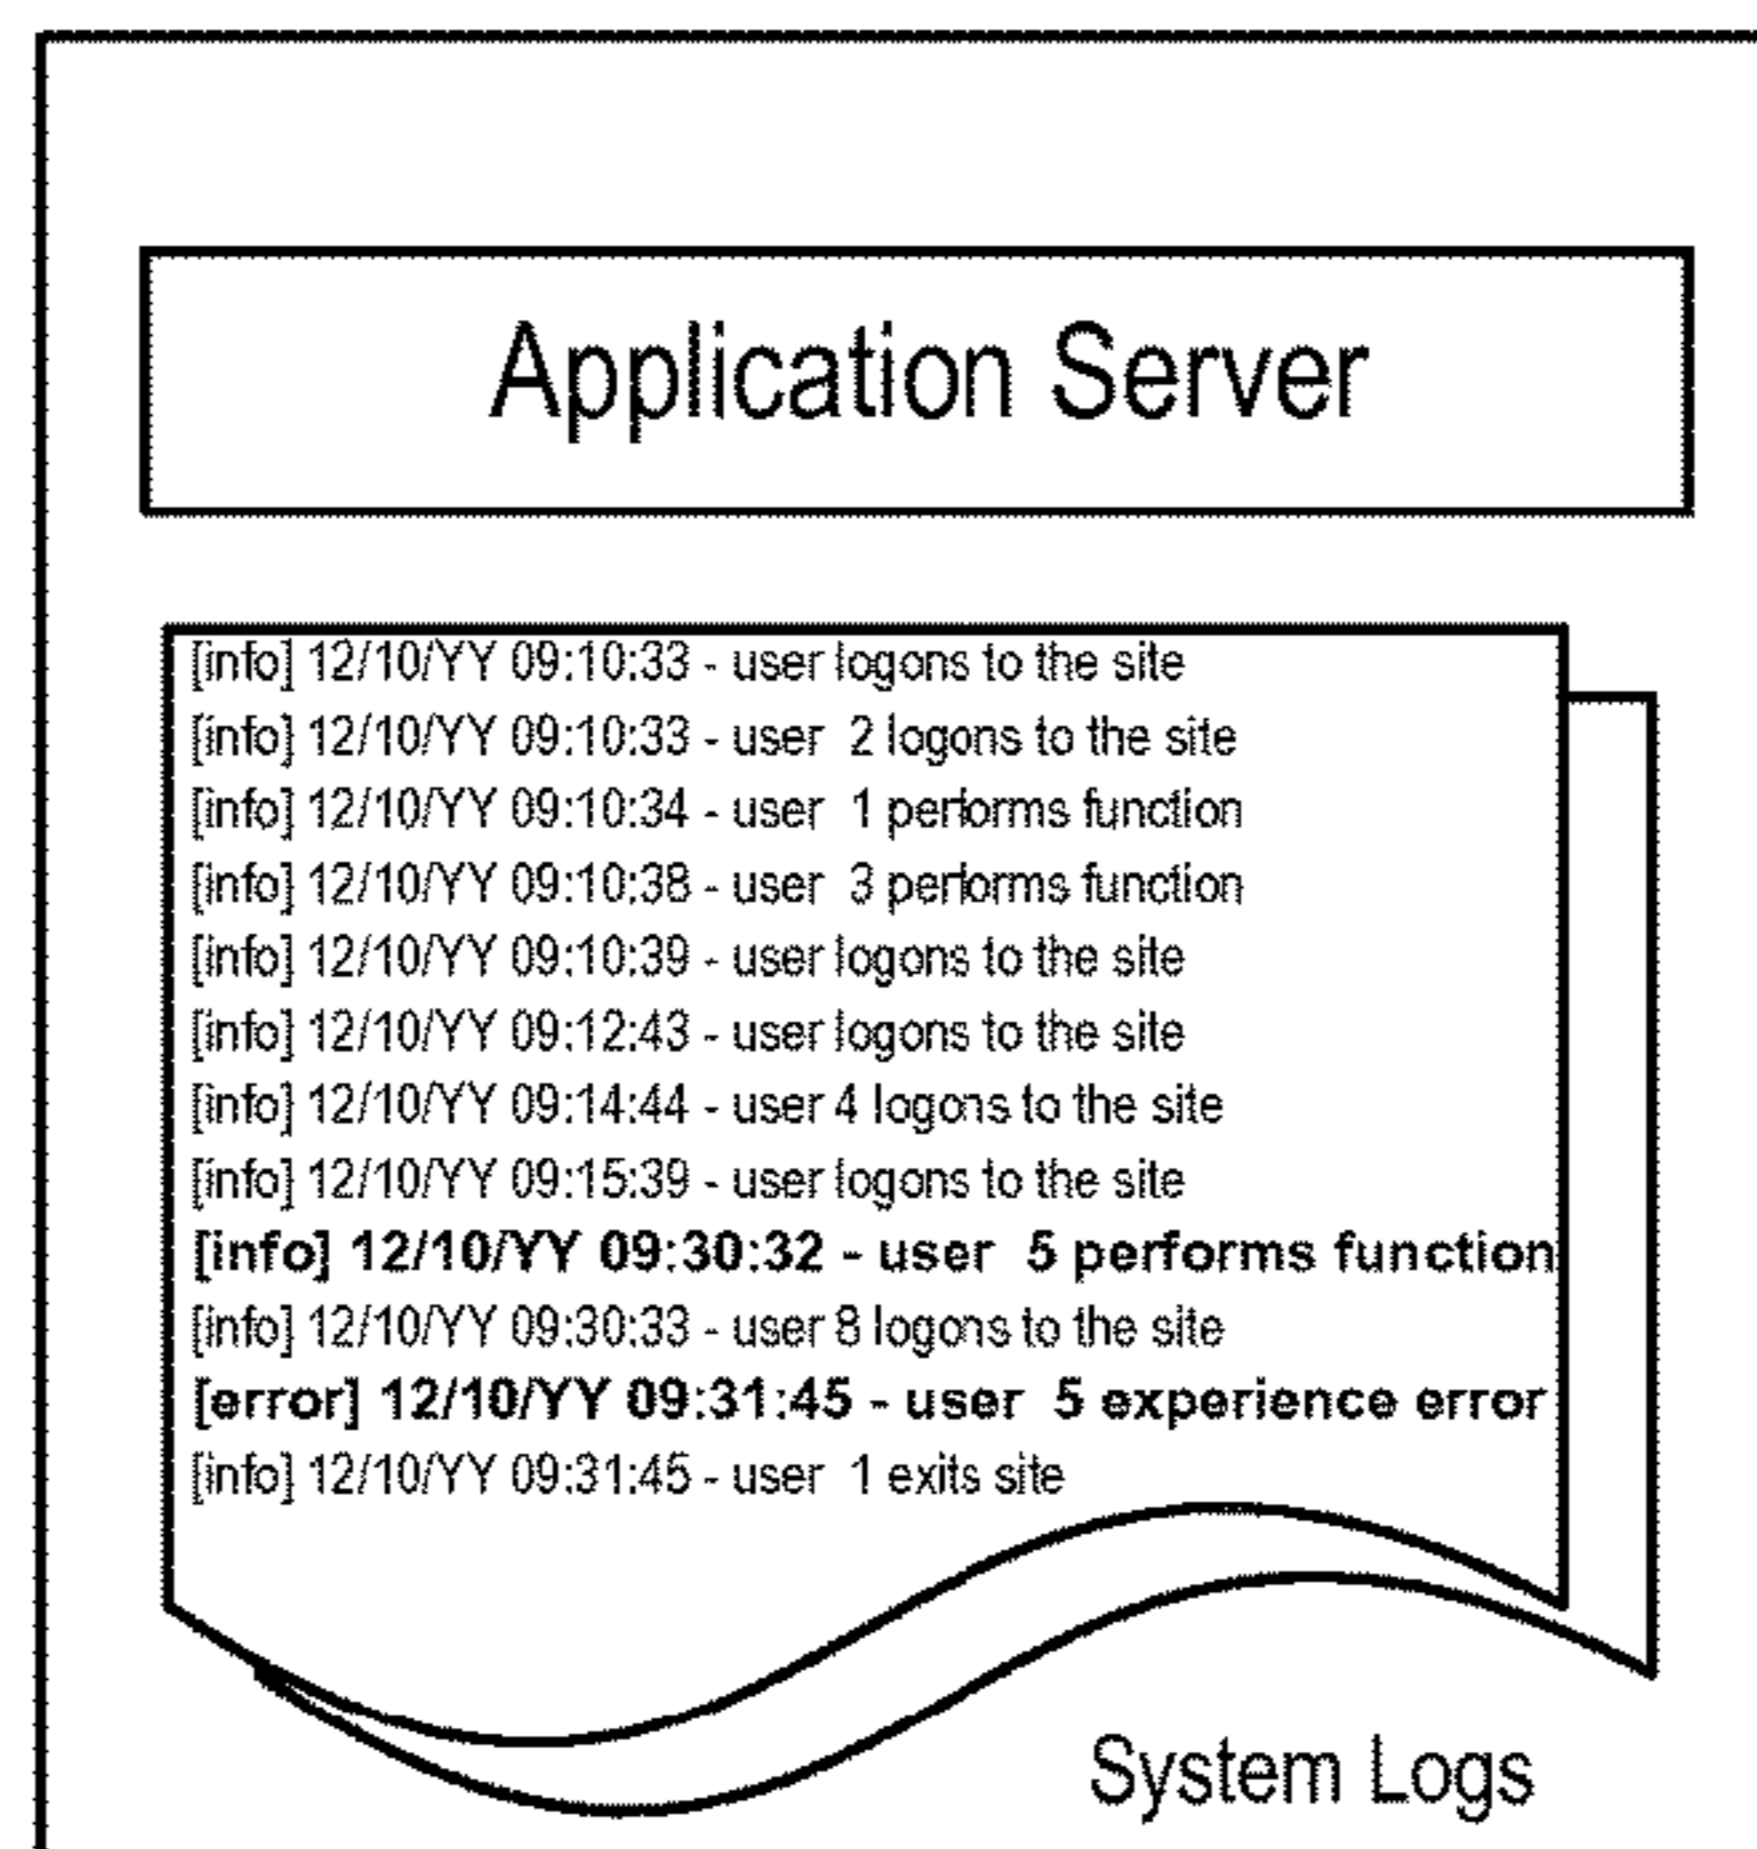 Application Server
[info] 12/10/YY 09:10:33 - user logons to the site
[info] 12/10/YY 09:10:33 - user 2 logons to the site
[info] 12/10/YY 09:10:34 - user 1 performs function
[info] 12/10/YY 09:10:38 - user 3 performs function
[info] 12/10/YY 09:10:39 - user logons to the site
[info] 12/10/YY 09:12:43 - user logons to the site
[info] 12/10/YY 09:14:44 - user 4 logons to the site
[info] 12/10/YY 09:15:39 - user logons to the site
[info] 12/10/YY 09:30:32 - user 5 performs function
[info] 12/10/YY 09:30:33 - user 8 logons to the site
[error] 12/10/YY 09:31:45 - user 5 experience error
[info] 12/10/YY 09:31:45 - user 1 exits site
System Logs